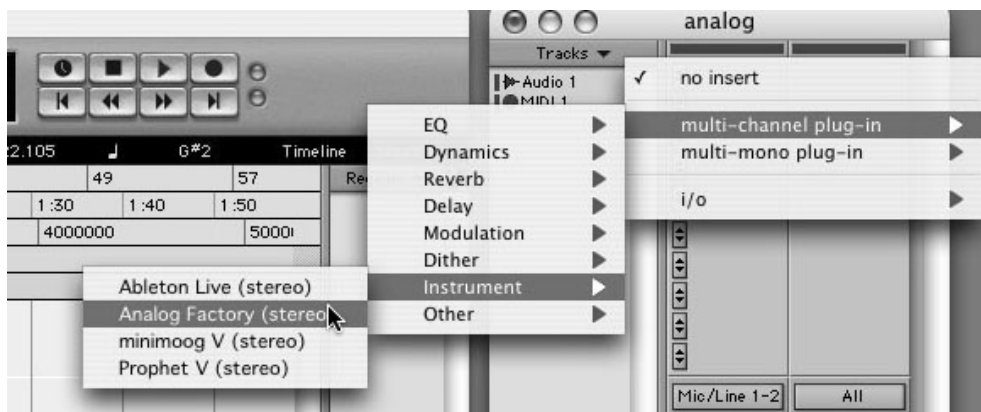 analog
Tracks
Audio 1
MIDI 1
no insert
multi-channel plug-in
multi-mono plug-in
i/o
EQ
Dynamics
Reverb
Delay
Modulation
Dither
Instrument
Other
2.105 G#2 Timeline
49 57
1:30 1:40 1:50
4000000
Ableton Live (stereo)
Analog Factory (stereo
minimoog V (stereo)
Prophet V (stereo)
Mic/Line 1-2 All